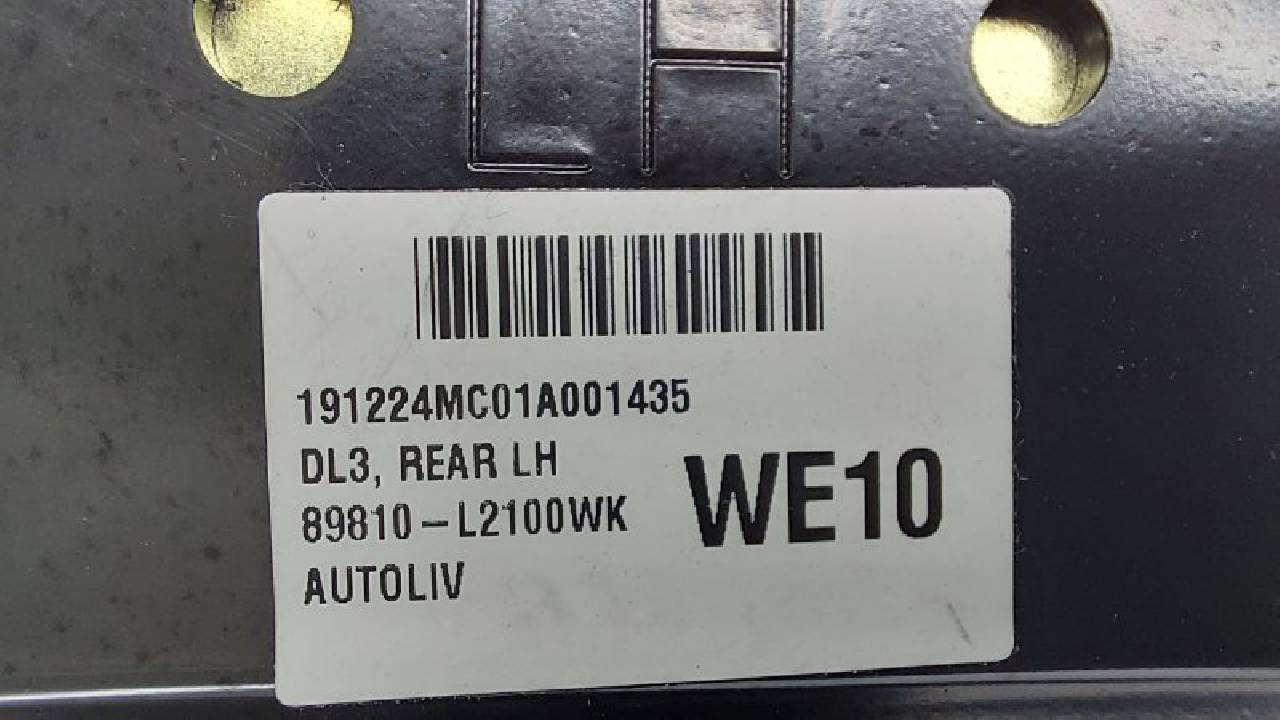 LH
191224MC01A001435
DL3, REAR LH
89810-L2100WK
WE10
AUTOLIV